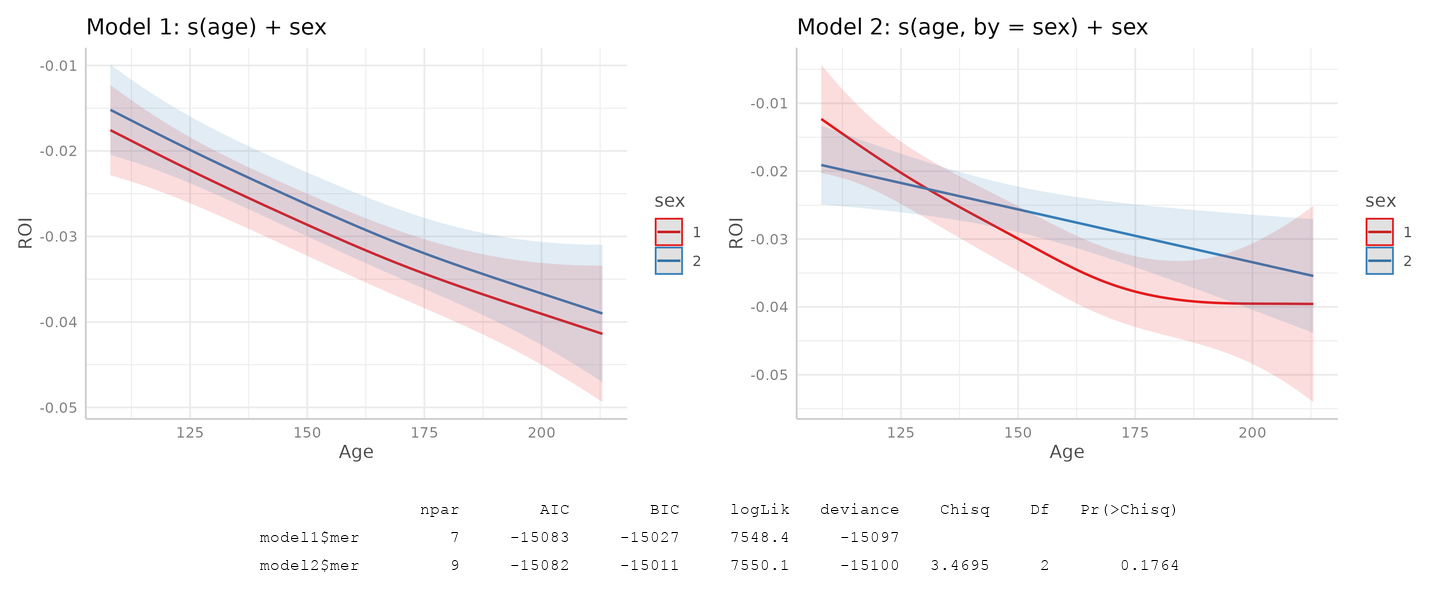 Model 1: s(age) + sex
-0.01
-0.02
-0.03
-0.04
-0.05
ROI
125 150 175 200
Age
sex
1
2
Model 2: s(age, by = sex) + sex
-0.01
-0.02
-0.03
-0.04
-0.05
ROI
125 150 175 200
Age
sex
1
2
npar AIC BIC logLik deviance Chisq Df Pr(>Chisq)
model1$mer 7 -15083 -15027 7548.4 -15097
model2$mer 9 -15082 -15011 7550.1 -15100 3.4695 2 0.1764